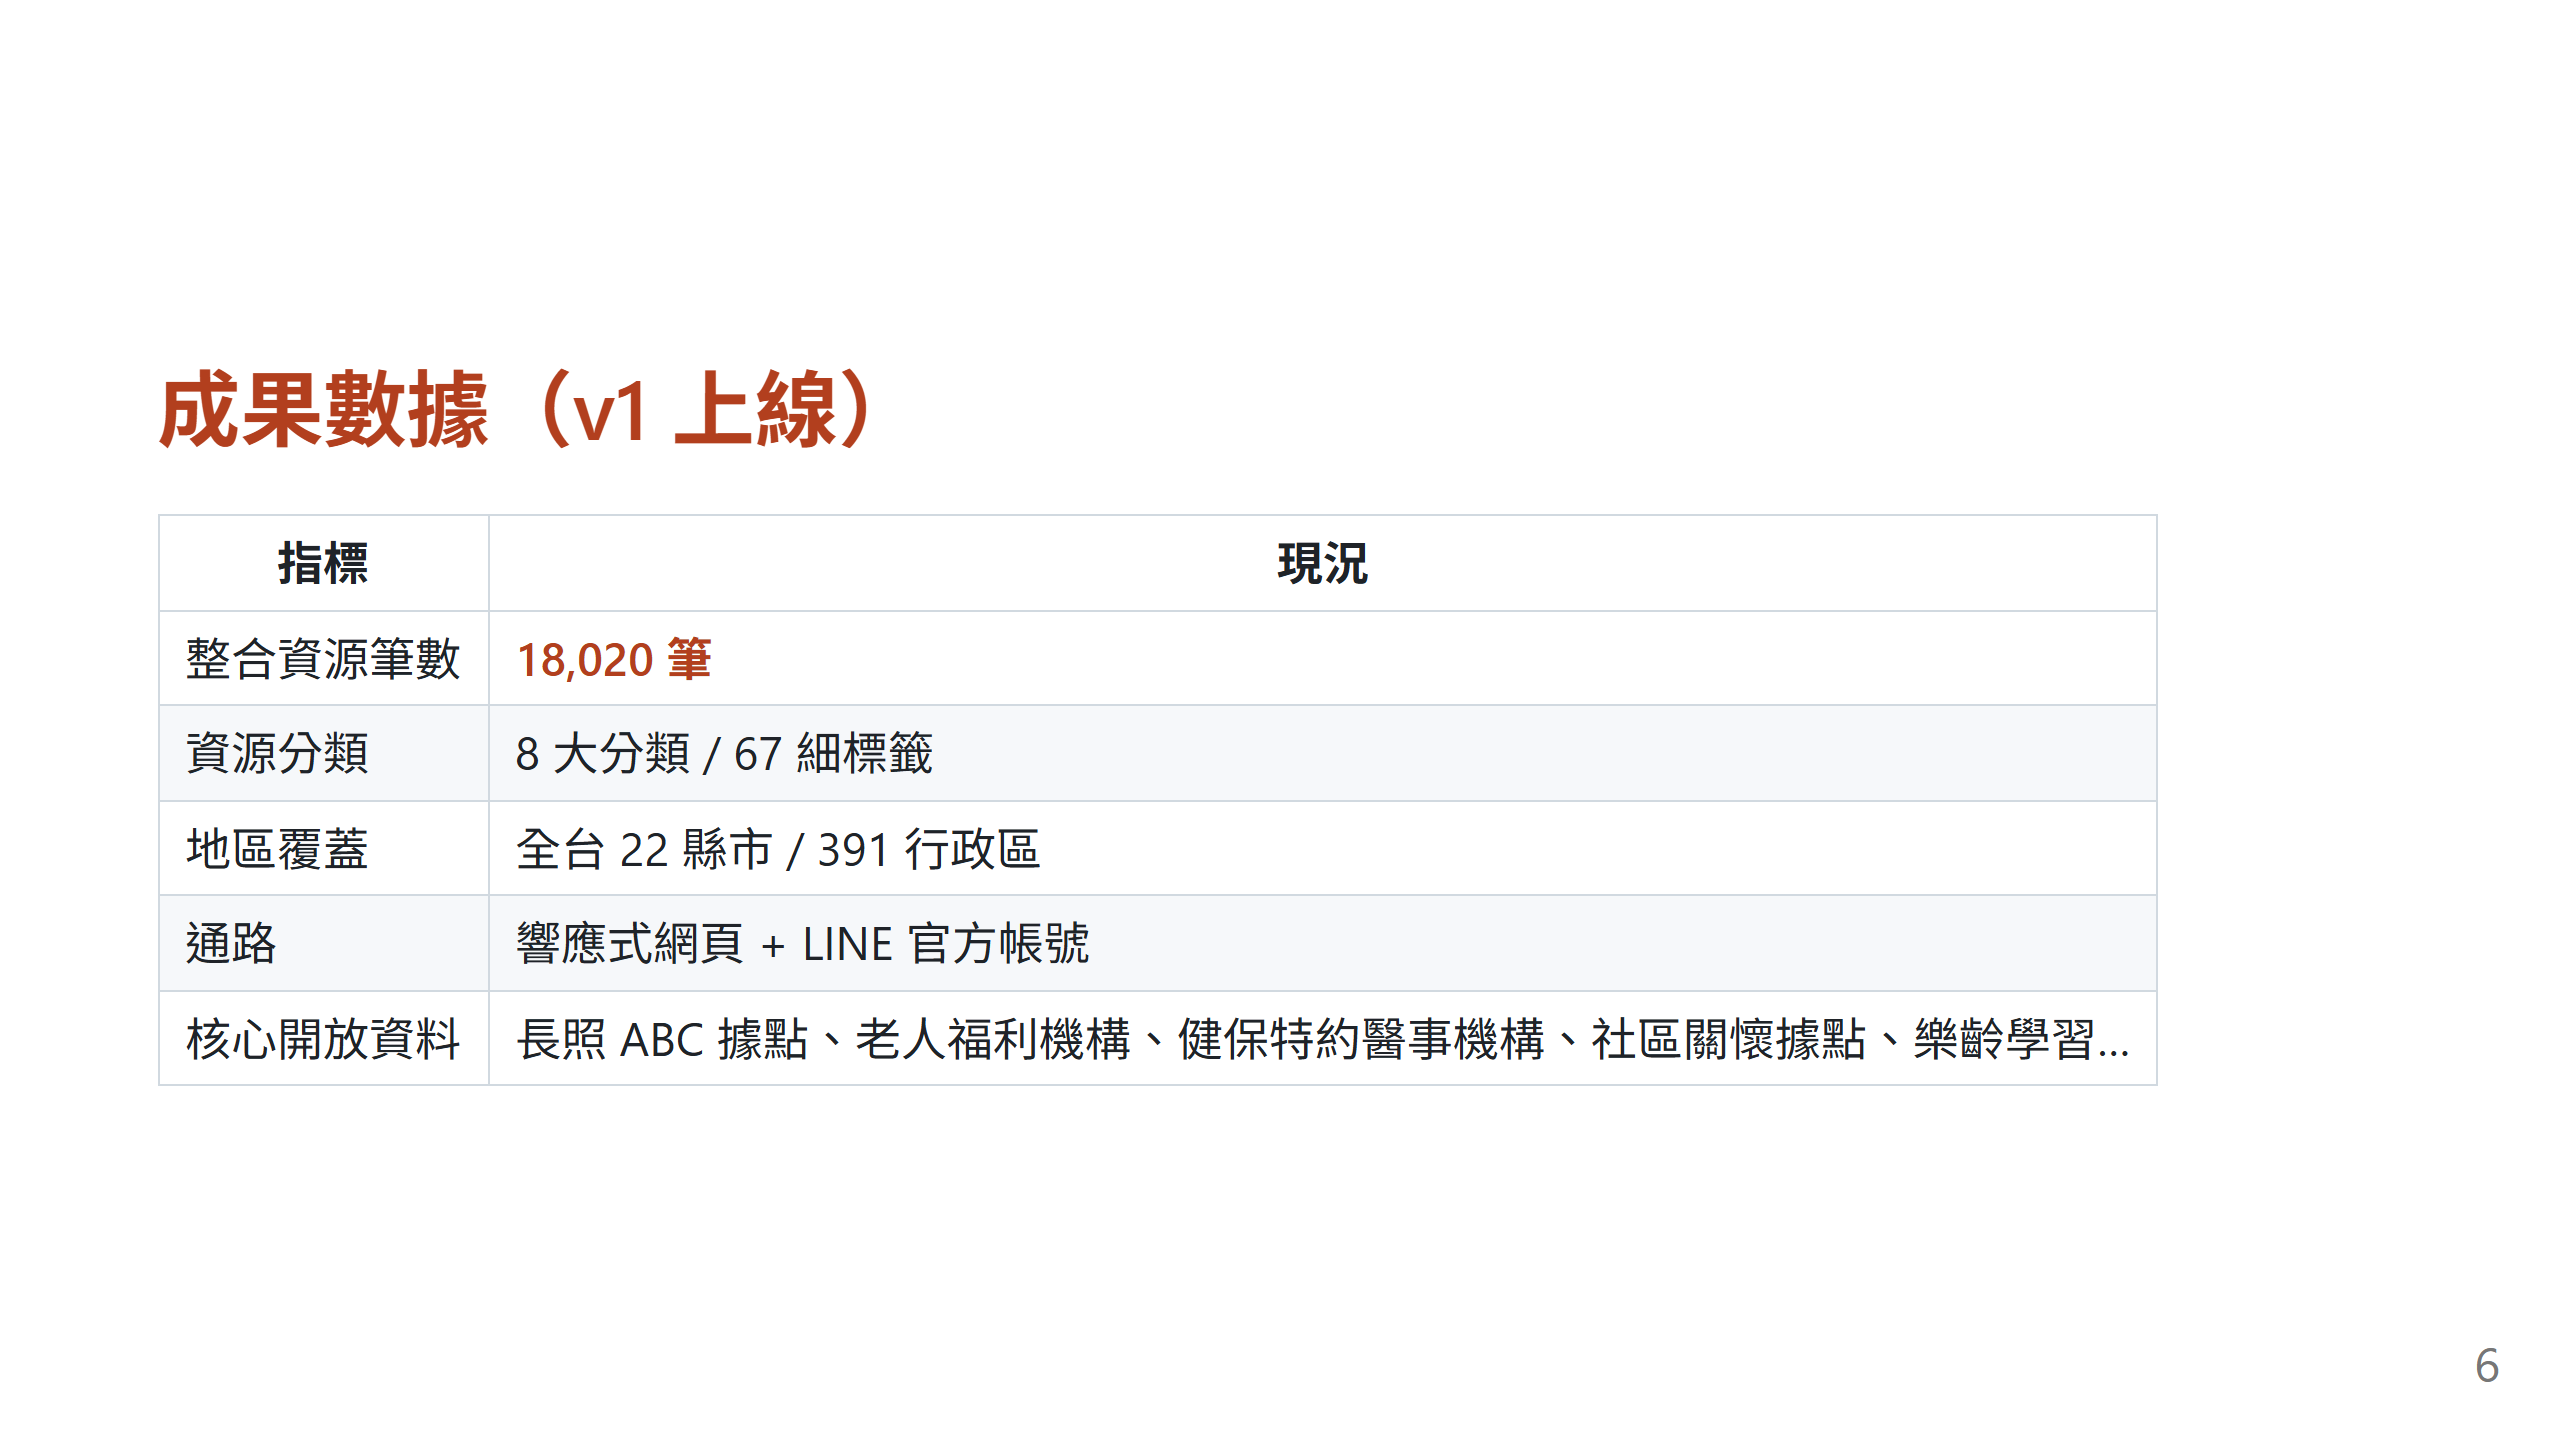 成果數據（v1 上線）
指標 現況
整合資源筆數 18,020 筆
資源分類 8 大分類 / 67 細標籤
地區覆蓋 全台 22 縣市 / 391 行政區
通路 響應式網頁 + LINE 官方帳號
核心開放資料 長照 ABC 據點、老人福利機構、健保特約醫事機構、社區關懷據點、樂齡學習...
6